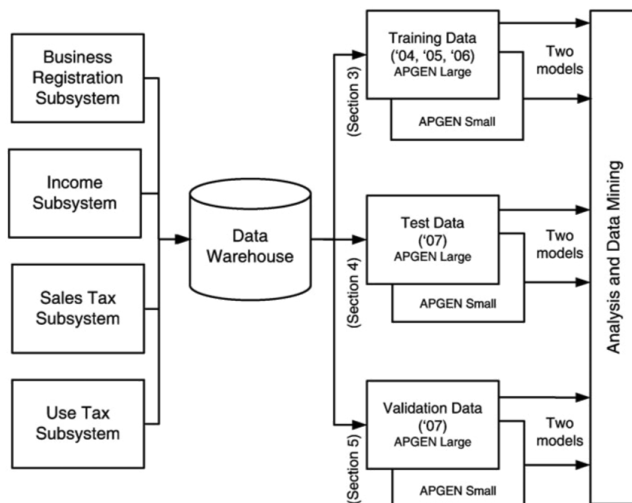 Business
Registration
Subsystem
Income
Subsystem
Sales Tax
Subsystem
Use Tax
Subsystem
Data
Warehouse
(Section 3)
Training Data
(‘04, ‘05, ‘06)
APGEN Large
APGEN Small
Two
models
(Section 4)
Test Data
(‘07)
APGEN Large
APGEN Small
Two
models
(Section 5)
Validation Data
(‘07)
APGEN Large
APGEN Small
Two
models
Analysis and Data Mining